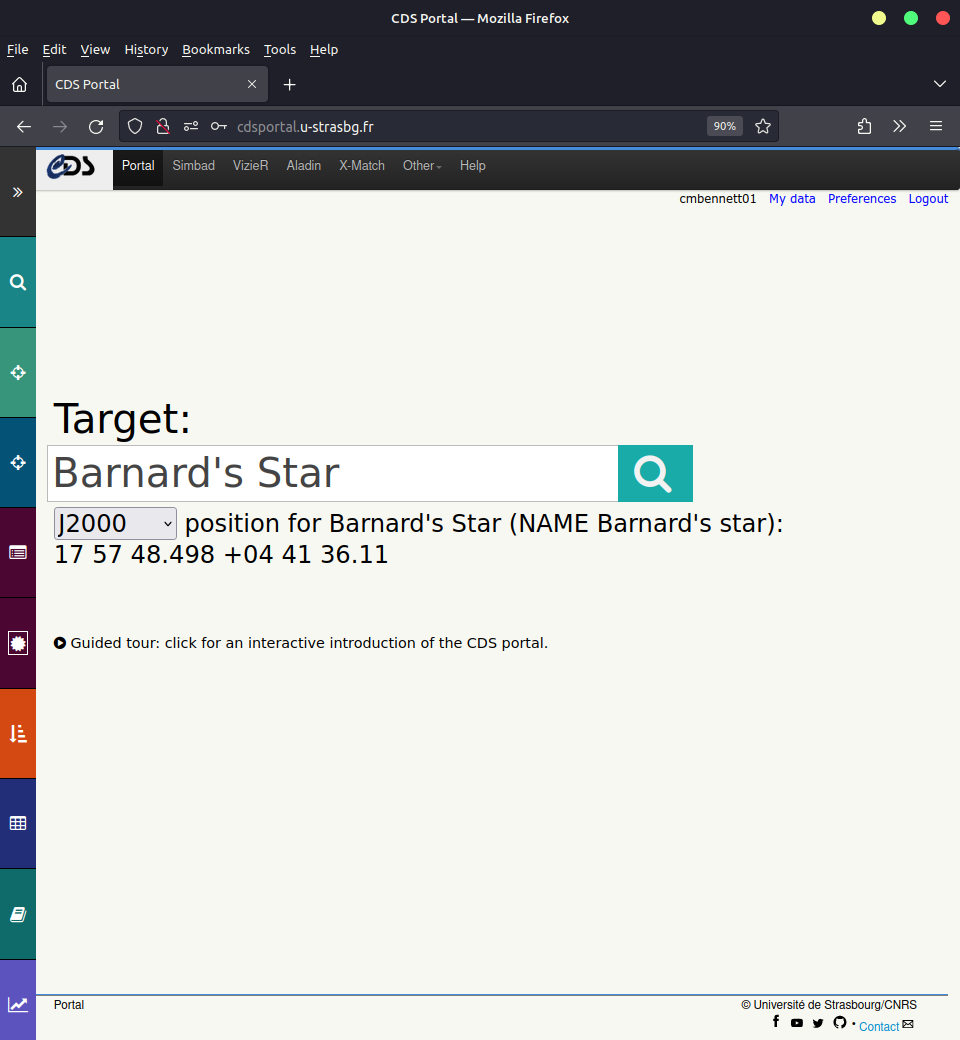 CDS Portal — Mozilla Firefox
File Edit View History Bookmarks Tools Help
CDS Portal
cdsportal.u-strasbg.fr 90%
CDS Portal Simbad VizieR Aladin X-Match Other Help
cmbennett01 My data Preferences Logout
Target:
Barnard's Star
J2000 position for Barnard's Star (NAME Barnard's star):
17 57 48.498 +04 41 36.11
Guided tour: click for an interactive introduction of the CDS portal.
Portal © Université de Strasbourg/CNRS
• Contact